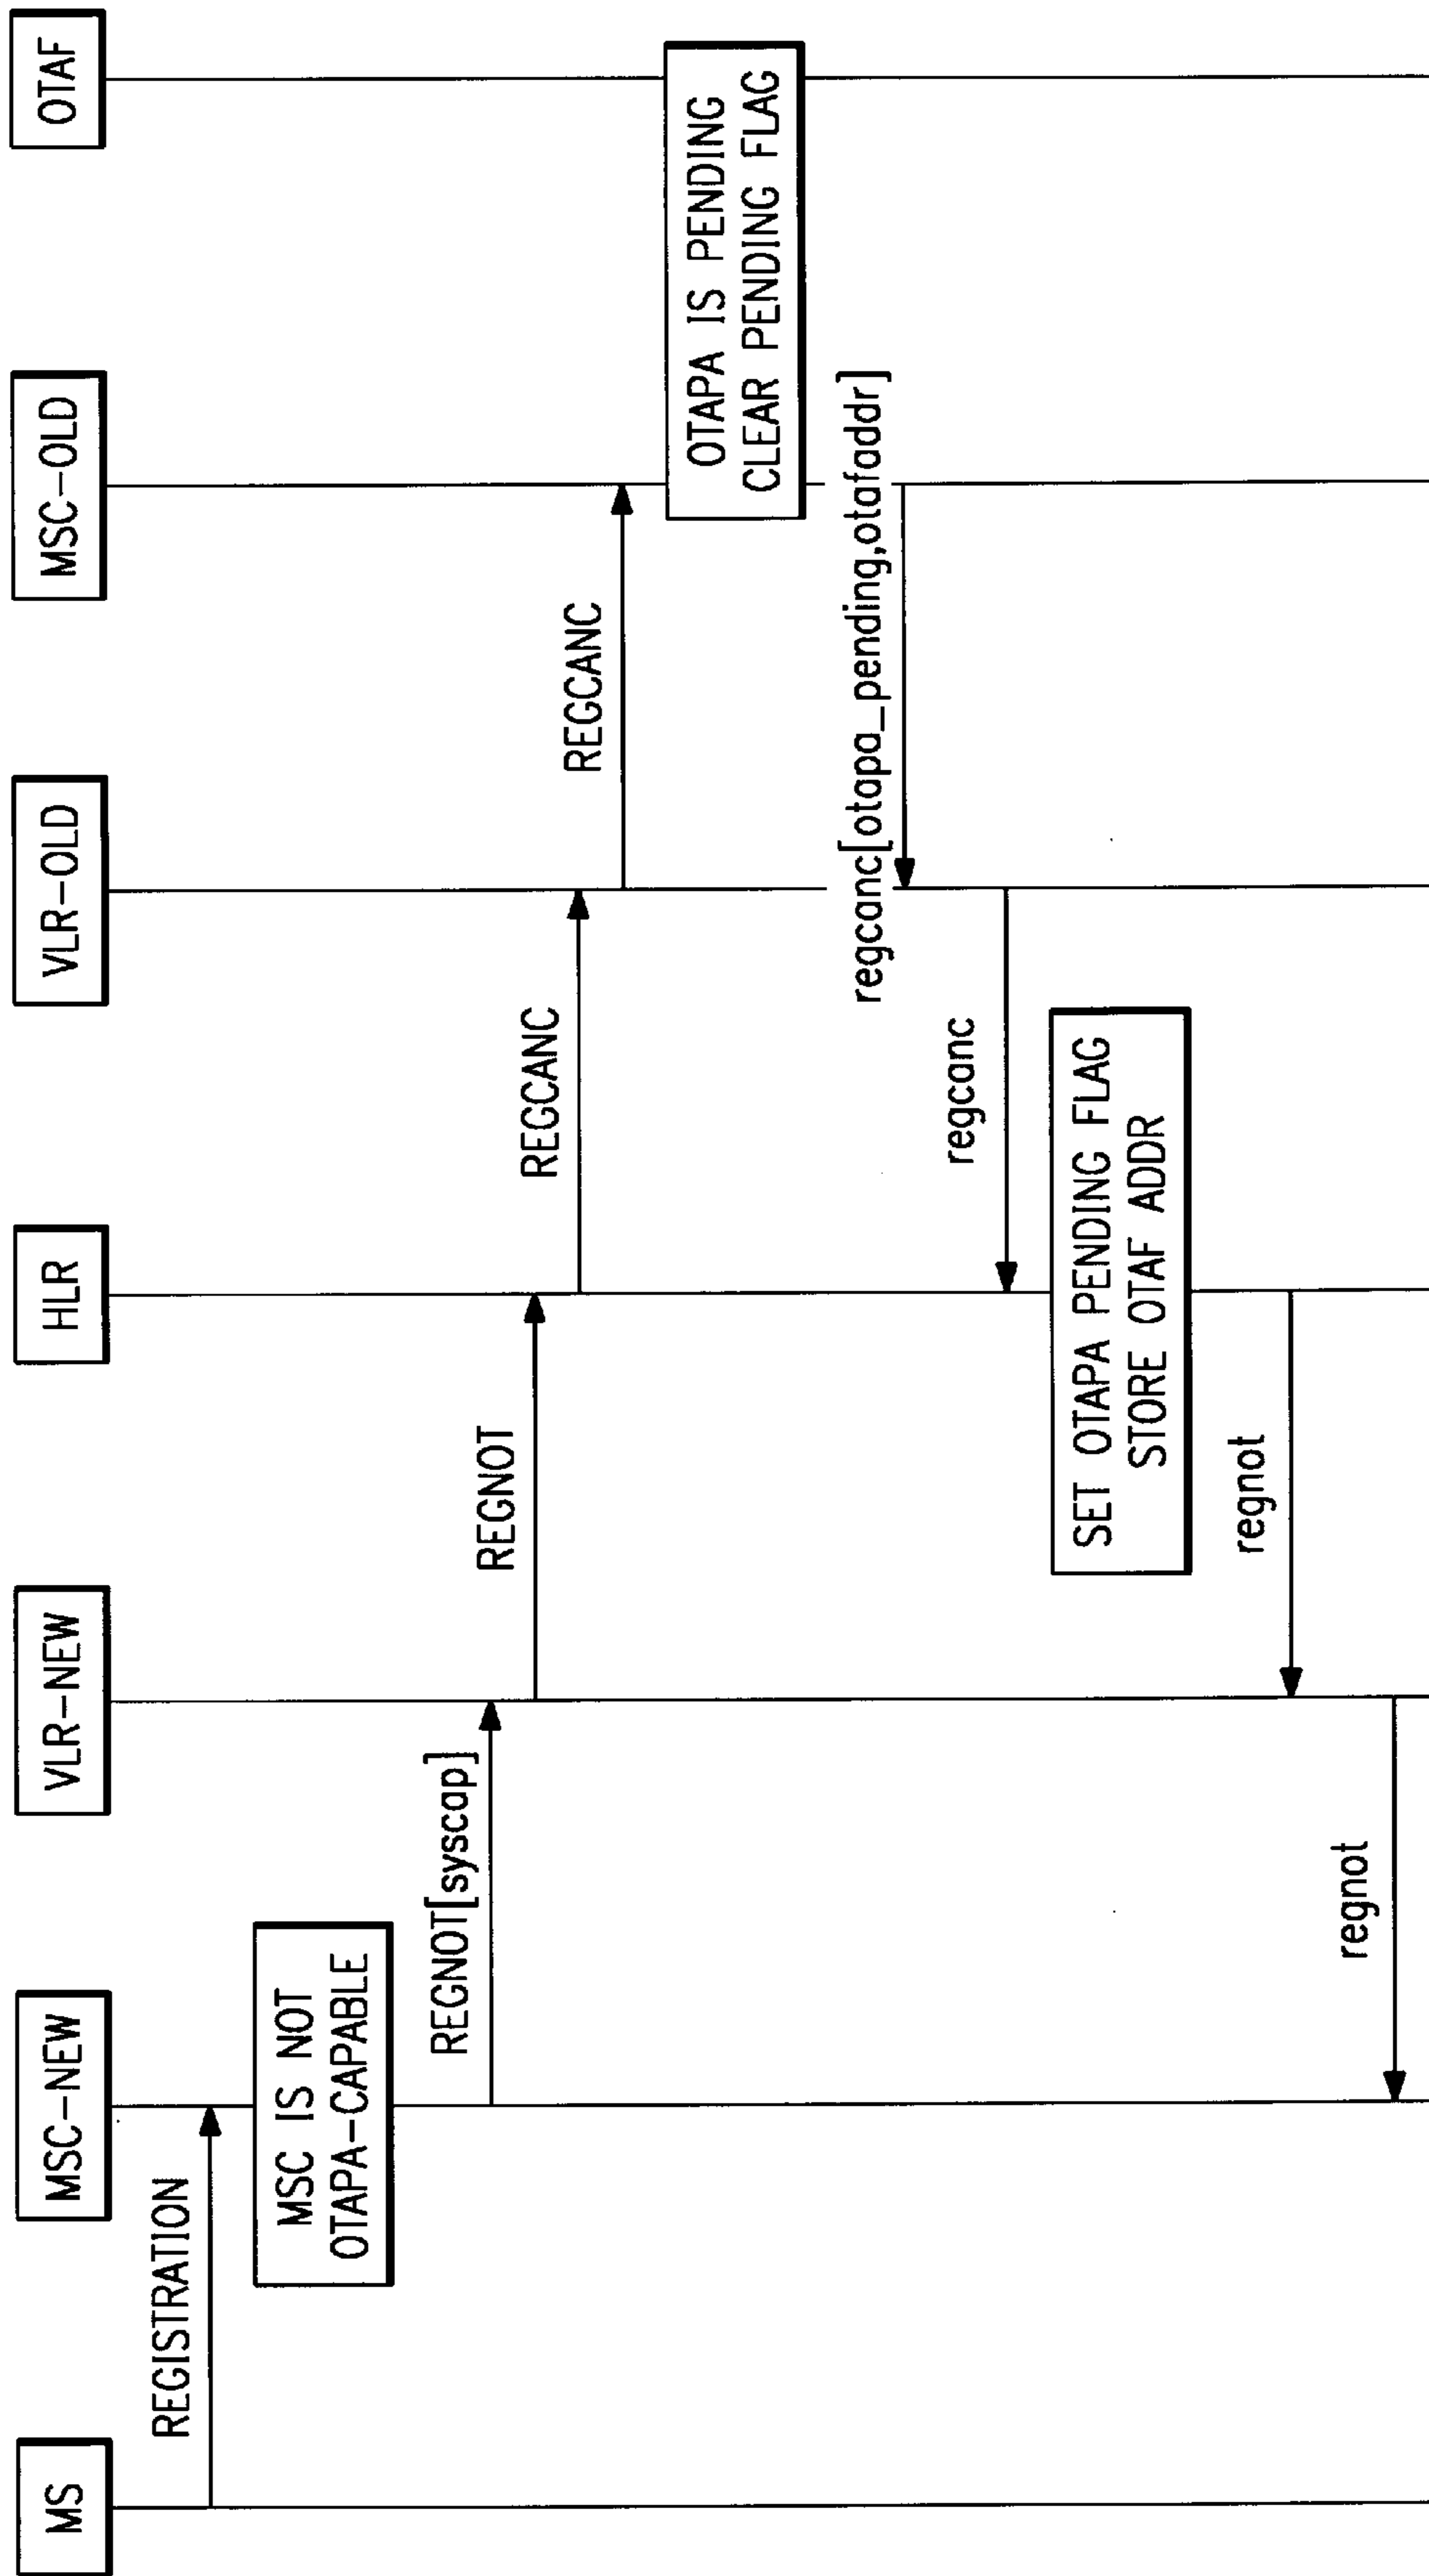 MS
MSC-NEW
VLR-NEW
HLR
VLR-OLD
MSC-OLD
OTAF
REGISTRATION
MSC IS NOT
OTAPA-CAPABLE
REGNOT[syscap]
REGNOT
REGCANC
REGCANC
OTAPA IS PENDING
CLEAR PENDING FLAG
regcanc[otapa_pending,otafaddr]
regcanc
SET OTAPA PENDING FLAG
STORE OTAF ADDR
regnot
regnot